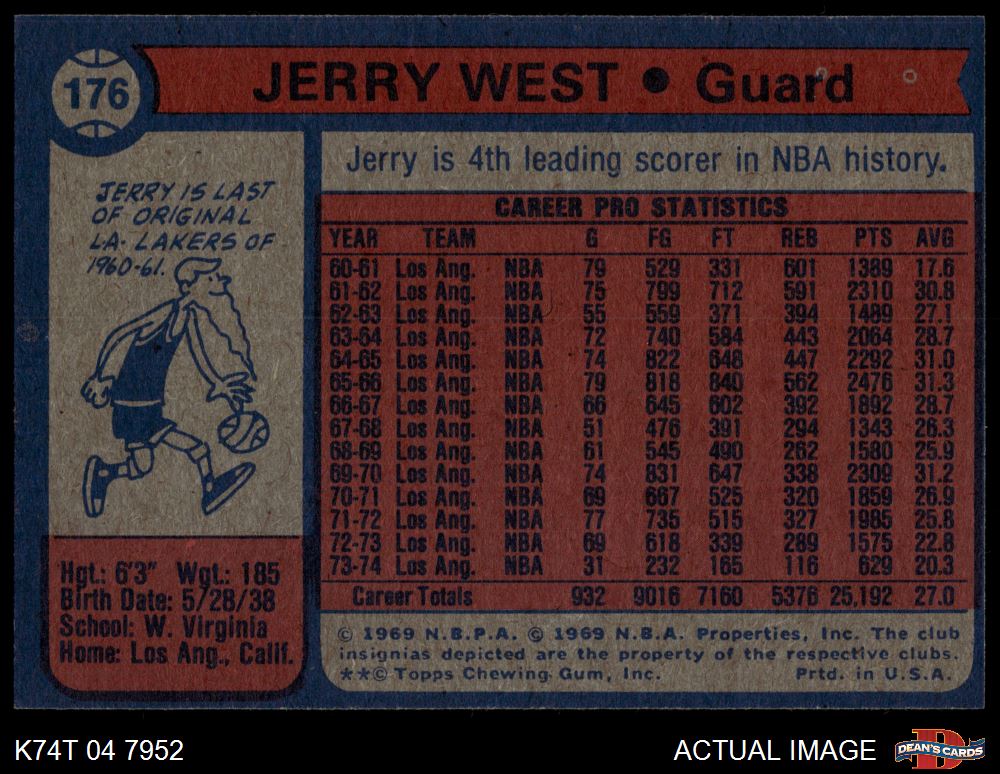 176
JERRY WEST • Guard
JERRY IS LAST
OF ORIGINAL
L.A. LAKERS OF
1960-61.
Hgt.: 6'3" Wgt.: 185
Birth Date: 5/28/38
School: W. Virginia
Home: Los Ang., Calif.
Jerry is 4th leading scorer in NBA history.
CAREER PRO STATISTICS
YEAR TEAM G FG FT REB PTS AVG
60-61 Los Ang. NBA 79 529 331 601 1389 17.6
61-62 Los Ang. NBA 75 799 712 591 2310 30.8
62-63 Los Ang. NBA 55 559 371 394 1489 27.1
63-64 Los Ang. NBA 72 740 584 443 2064 28.7
64-65 Los Ang. NBA 74 822 648 447 2292 31.0
65-66 Los Ang. NBA 79 818 840 562 2476 31.3
66-67 Los Ang. NBA 66 645 602 392 1892 28.7
67-68 Los Ang. NBA 51 476 391 294 1343 26.3
68-69 Los Ang. NBA 61 545 490 262 1580 25.9
69-70 Los Ang. NBA 74 831 647 338 2309 31.2
70-71 Los Ang. NBA 69 667 525 320 1859 26.9
71-72 Los Ang. NBA 77 735 515 327 1985 25.8
72-73 Los Ang. NBA 69 618 339 289 1575 22.8
73-74 Los Ang. NBA 31 232 165 116 629 20.3
Career Totals 932 9016 7160 5376 25,192 27.0
© 1969 N.B.P.A. © 1969 N.B.A. Properties, Inc. The club
insignias depicted are the property of the respective clubs.
**© Topps Chewing Gum, Inc. Prtd. in U.S.A.
K74T 04 7952
ACTUAL IMAGE
DEAN'S CARDS